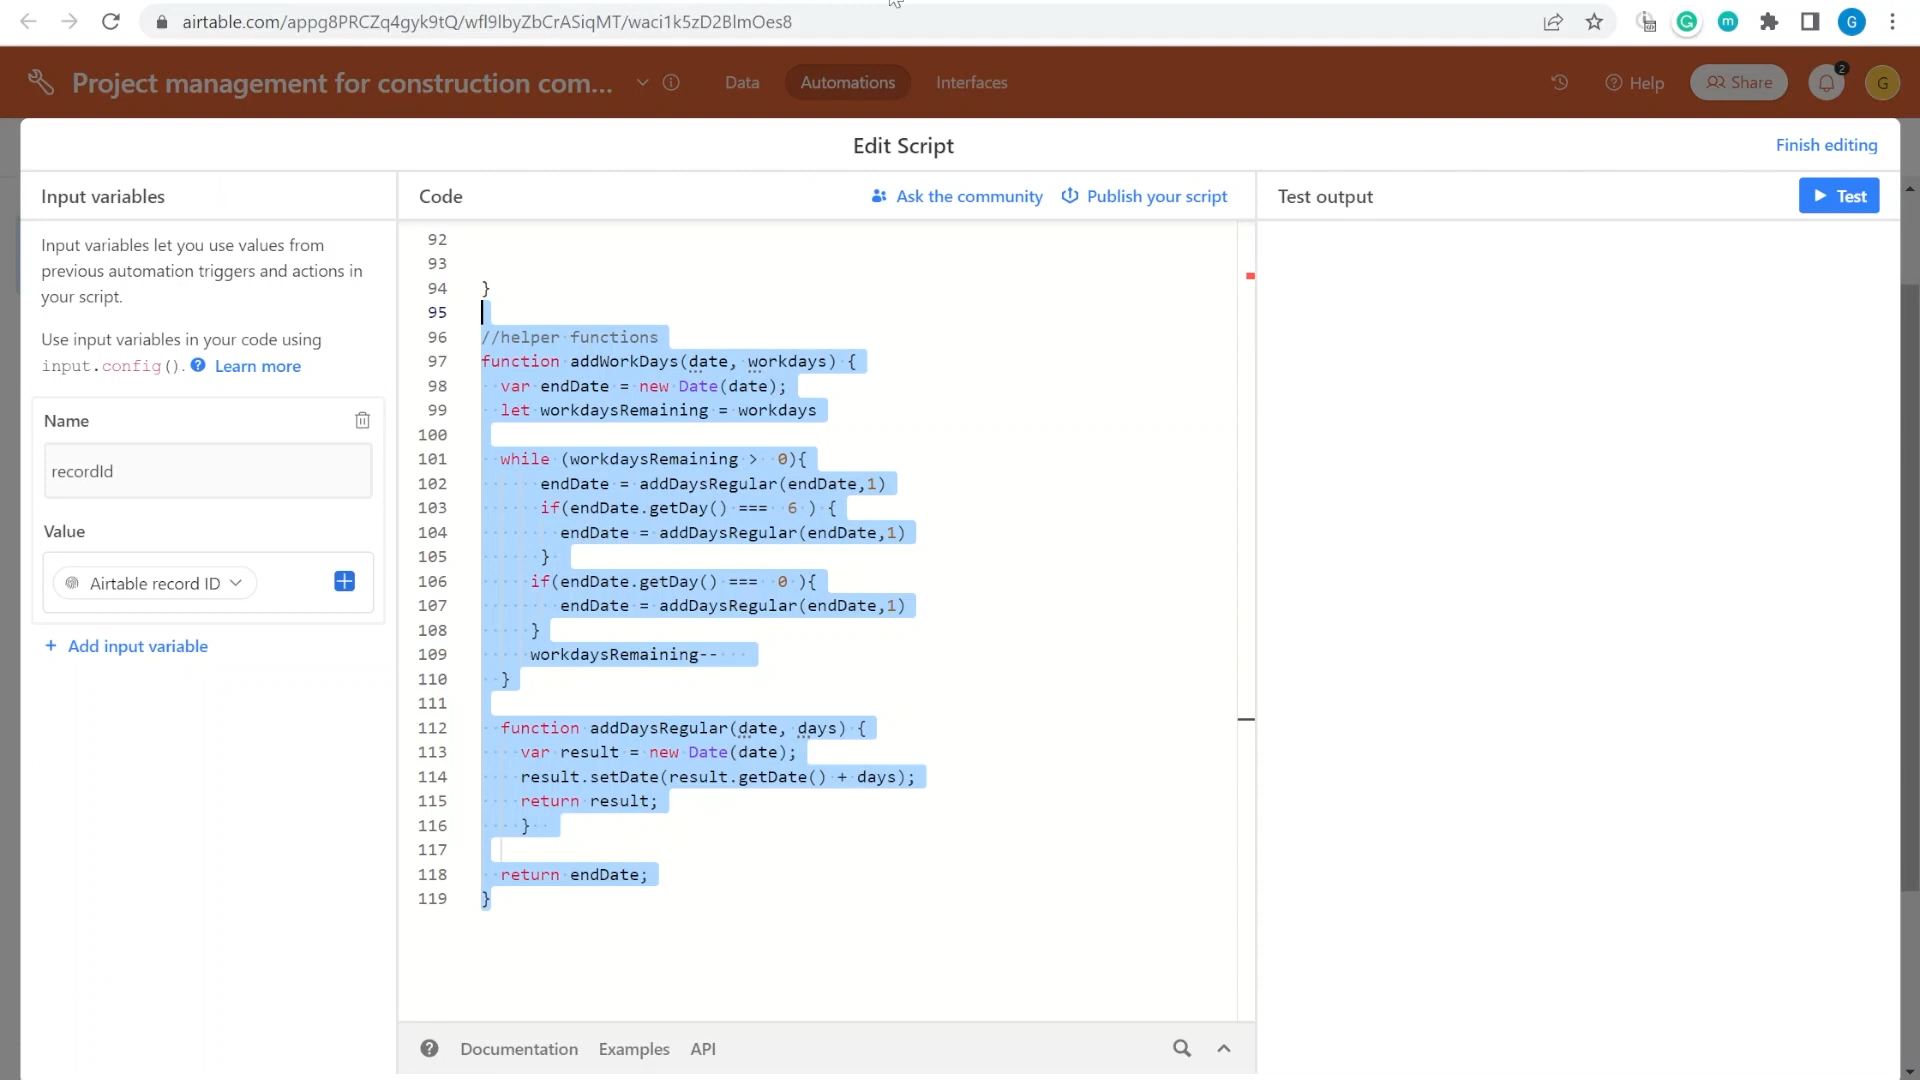 airtable.com/appg8PRCZq4gyk9tQ/wfl9lbyZbCrASiqMT/waci1k5zD2BlmOes8
G
m
G
Project management for construction com...
Data
Automations
Interfaces
Help
Share
2
G
Edit Script
Finish editing
Input variables
Code
Ask the community
Publish your script
Test output
Test
Input variables let you use values from
previous automation triggers and actions in
your script.
Use input variables in your code using
input.config(). ? Learn more
Name
recordId
Value
Airtable record ID
+ Add input variable
92
93
94 }
95
96 //helper functions
97 function addWorkDays(date, workdays) {
98 var endDate = new Date(date);
99 let workdaysRemaining = workdays
100
101 while (workdaysRemaining > 0){
102 endDate = addDaysRegular(endDate,1)
103 if(endDate.getDay() === 6 ) {
104 endDate = addDaysRegular(endDate,1)
105 }
106 if(endDate.getDay() === 0 ){
107 endDate = addDaysRegular(endDate,1)
108 }
109 workdaysRemaining--
110 }
111
112 function addDaysRegular(date, days) {
113 var result = new Date(date);
114 result.setDate(result.getDate() + days);
115 return result;
116 }
117
118 return endDate;
119 }
? Documentation Examples API